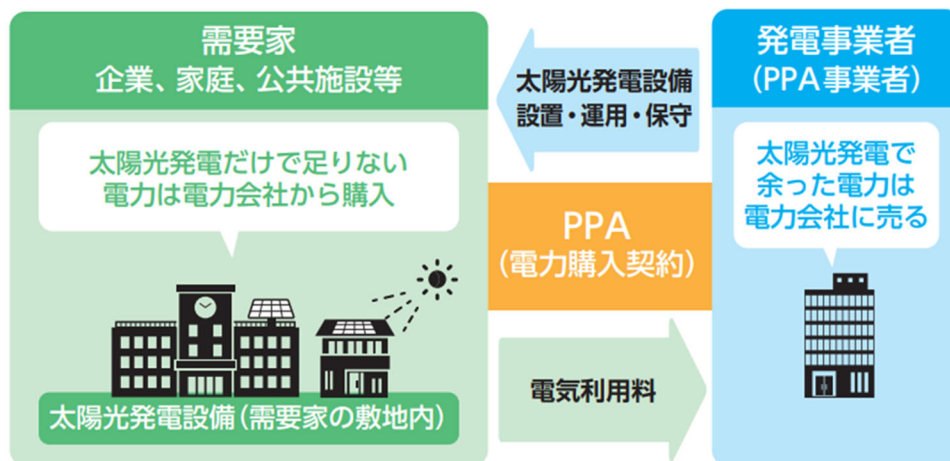 需要家
企業、家庭、公共施設等
太陽光発電だけで足りない
電力は電力会社から購入
太陽光発電設備(需要家の敷地内)
太陽光発電設備
設置・運用・保守
PPA
(電力購入契約)
電気利用料
発電事業者
(PPA事業者)
太陽光発電で
余った電力は
電力会社に売る